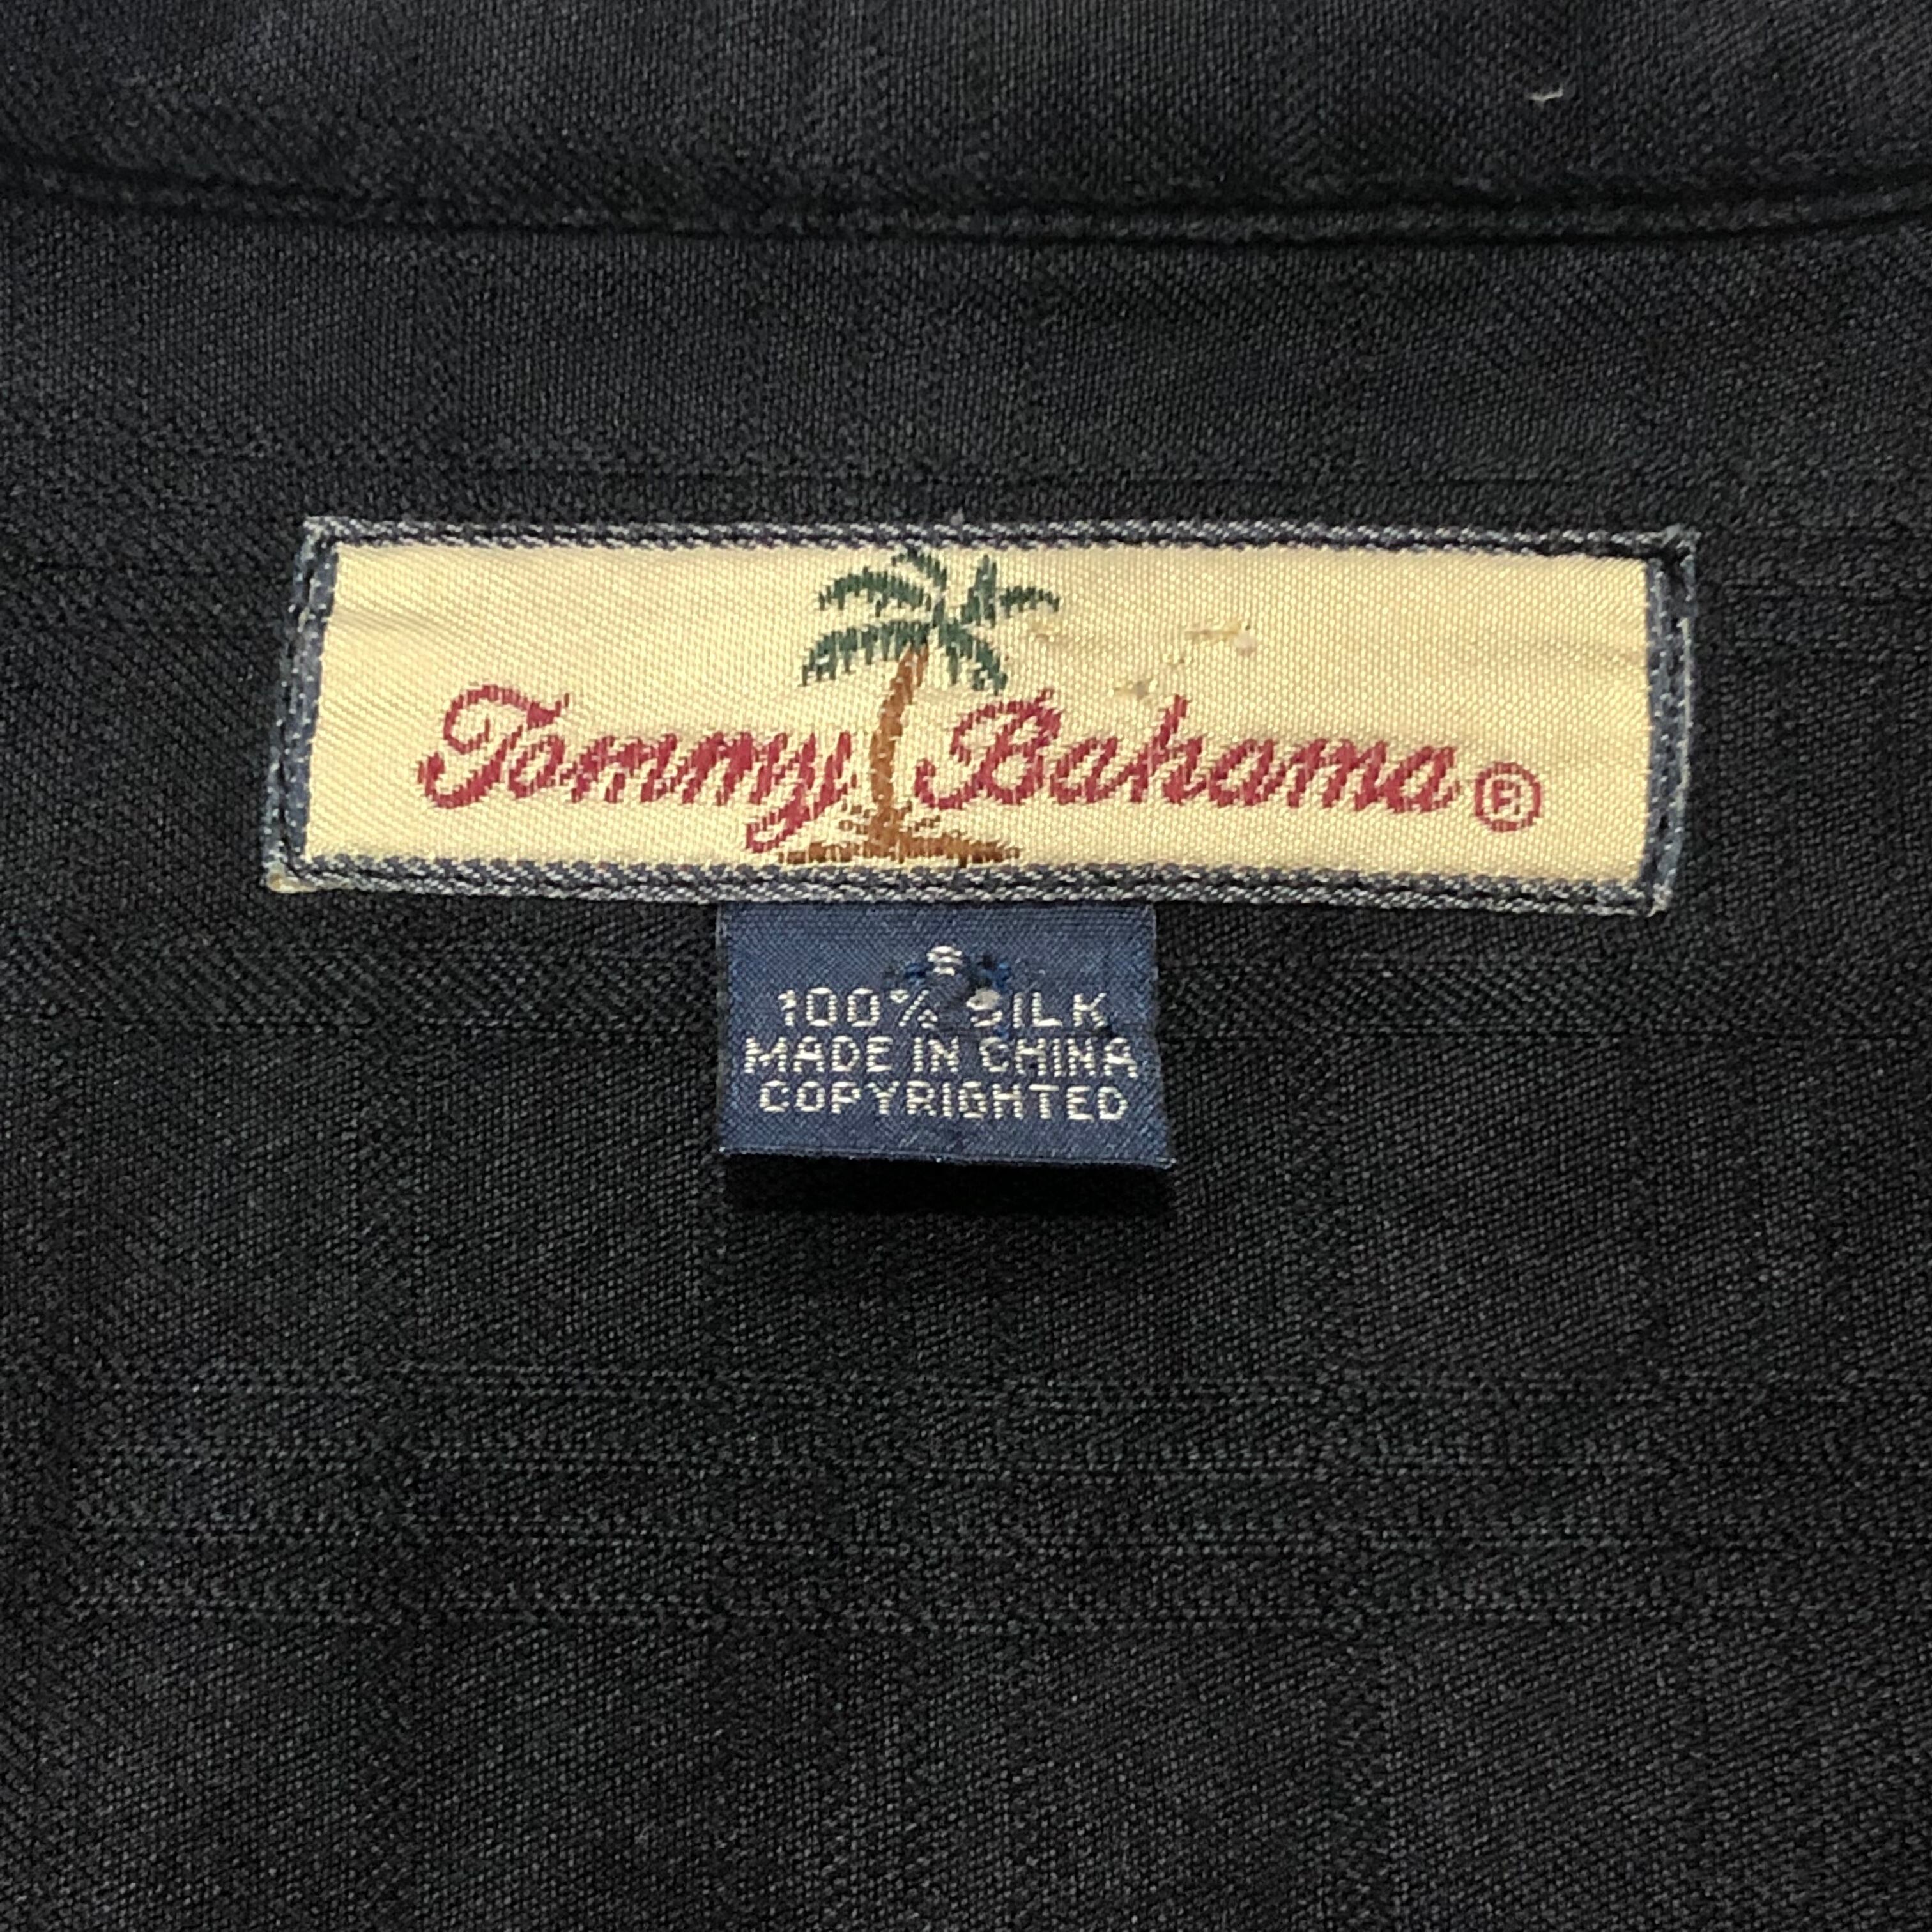 Tommy Bahama ®
S
100% SILK
MADE IN CHINA
COPYRIGHTED